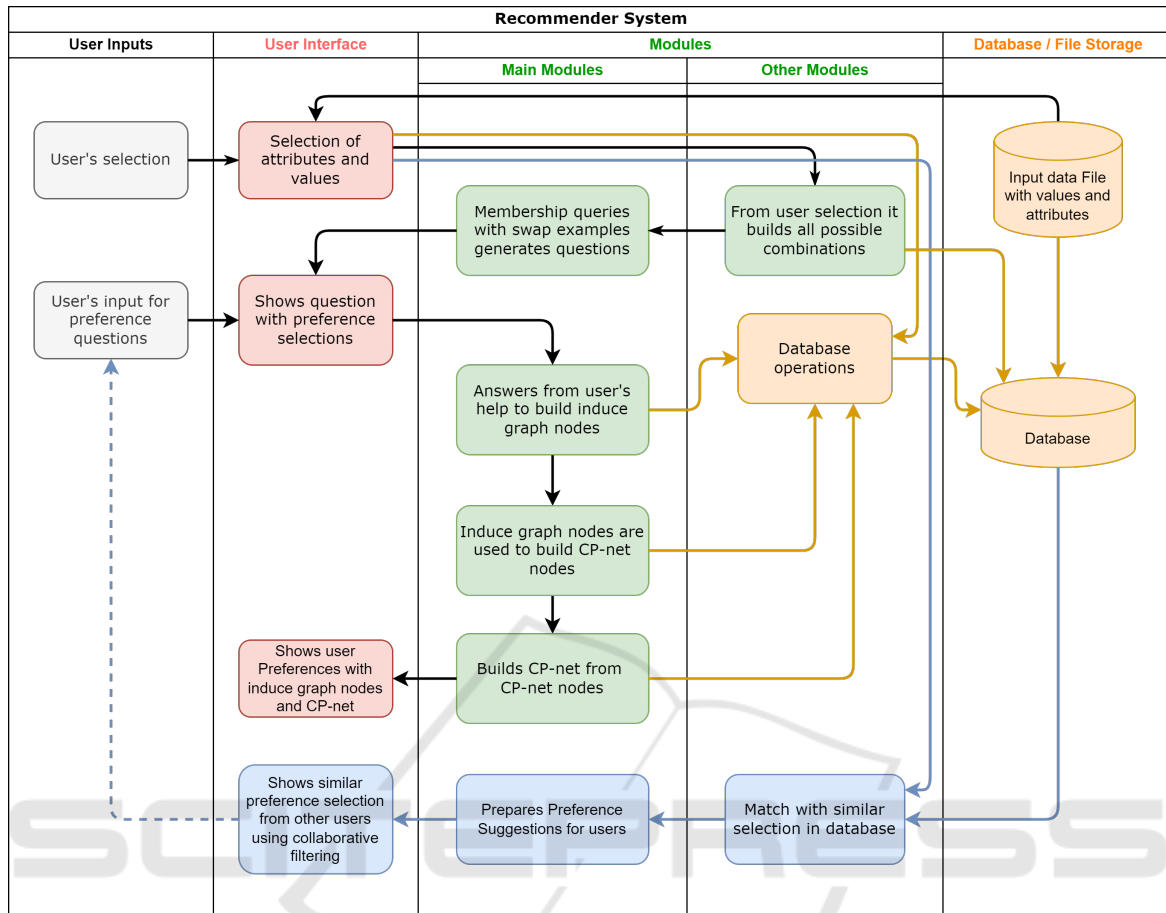 Recommender System
User Inputs
User Interface
Modules
Database / File Storage
Main Modules
Other Modules
User's selection
Selection of
attributes and
values
Input data File
with values and
attributes
Membership queries
with swap examples
generates questions
From user selection it
builds all possible
combinations
User's input for
preference
questions
Shows question
with preference
selections
Database
operations
Answers from user's
help to build induce
graph nodes
Database
Induce graph nodes are
used to build CP-net
nodes
Shows user
Preferences with
induce graph nodes
and CP-net
Builds CP-net from
CP-net nodes
Shows similar
preference selection
from other users
using collaborative
filtering
Prepares Preference
Suggestions for users
Match with similar
selection in database
SCITEPRESS